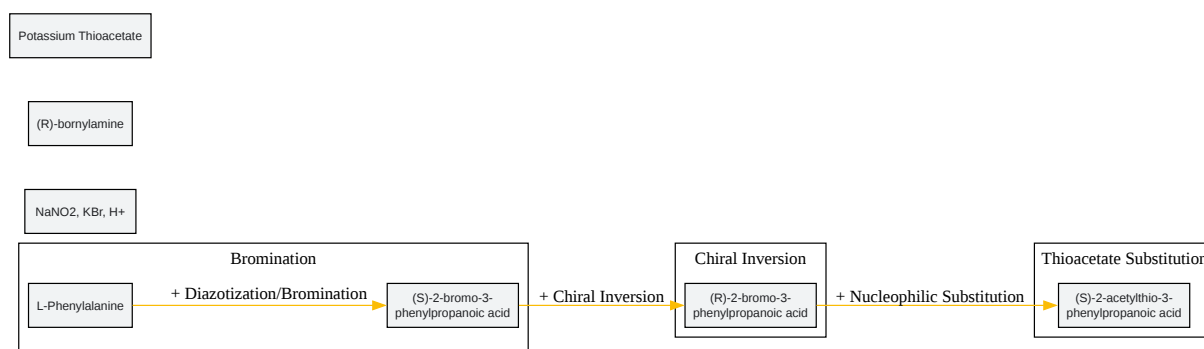 Potassium Thioacetate
(R)-bornylamine
NaNO2, KBr, H+
Bromination
Chiral Inversion
Thioacetate Substitution
L-Phenylalanine
+ Diazotization/Bromination
(S)-2-bromo-3-
phenylpropanoic acid
+ Chiral Inversion
(R)-2-bromo-3-
phenylpropanoic acid
+ Nucleophilic Substitution
(S)-2-acetylthio-3-
phenylpropanoic acid